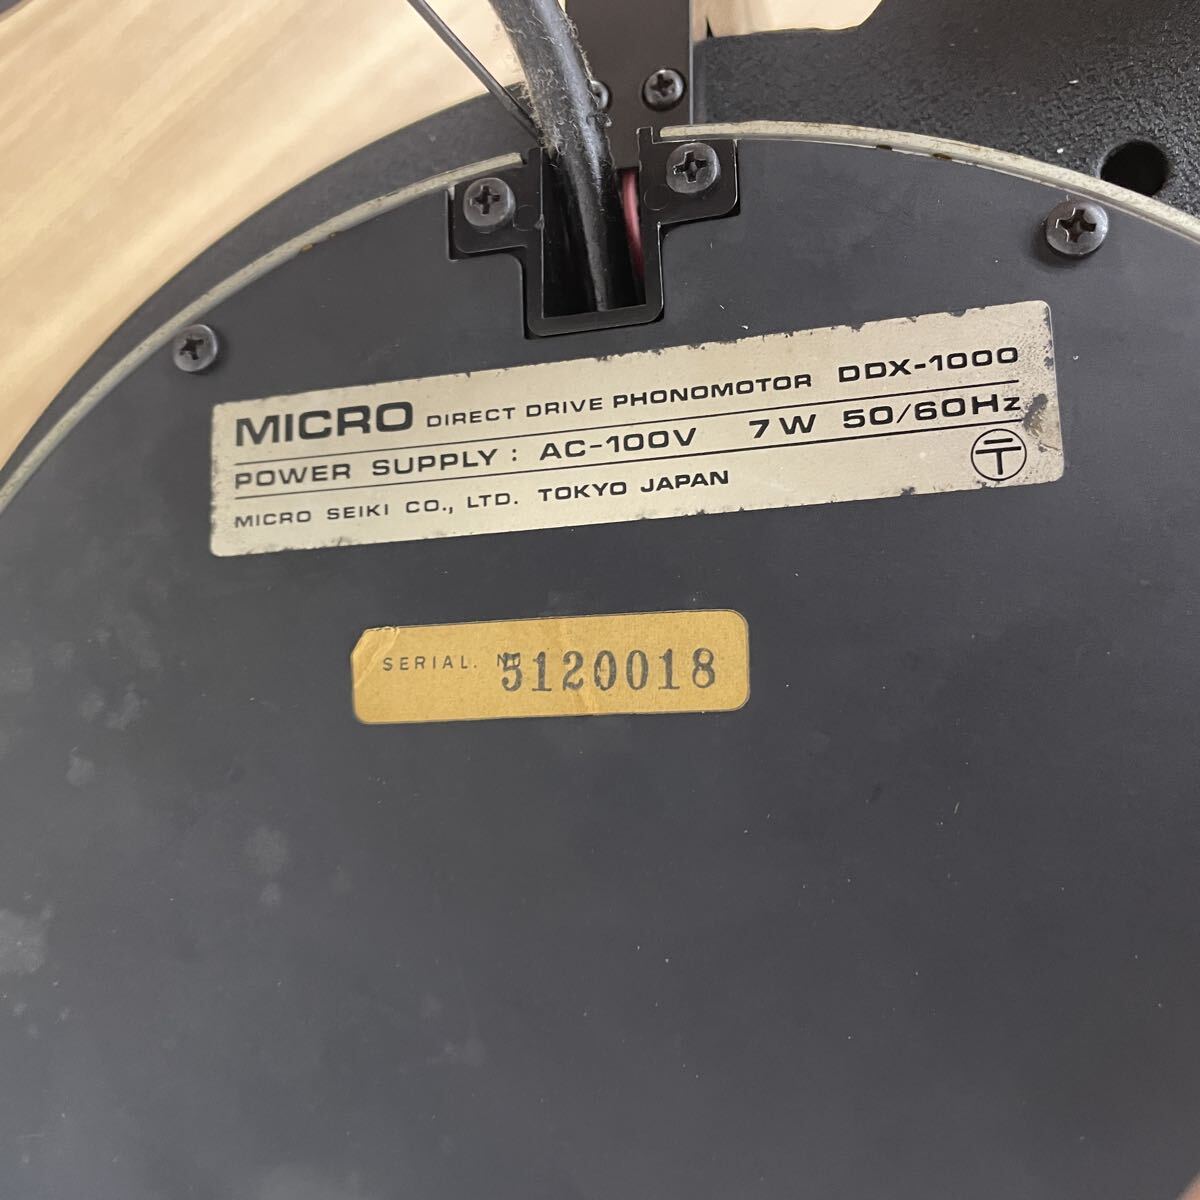 MICRO DIRECT DRIVE PHONOMOTOR DDX-1000
POWER SUPPLY : AC-100V 7W 50/60Hz
MICRO SEIKI CO., LTD. TOKYO JAPAN 〒
SERIAL. NO 5120018